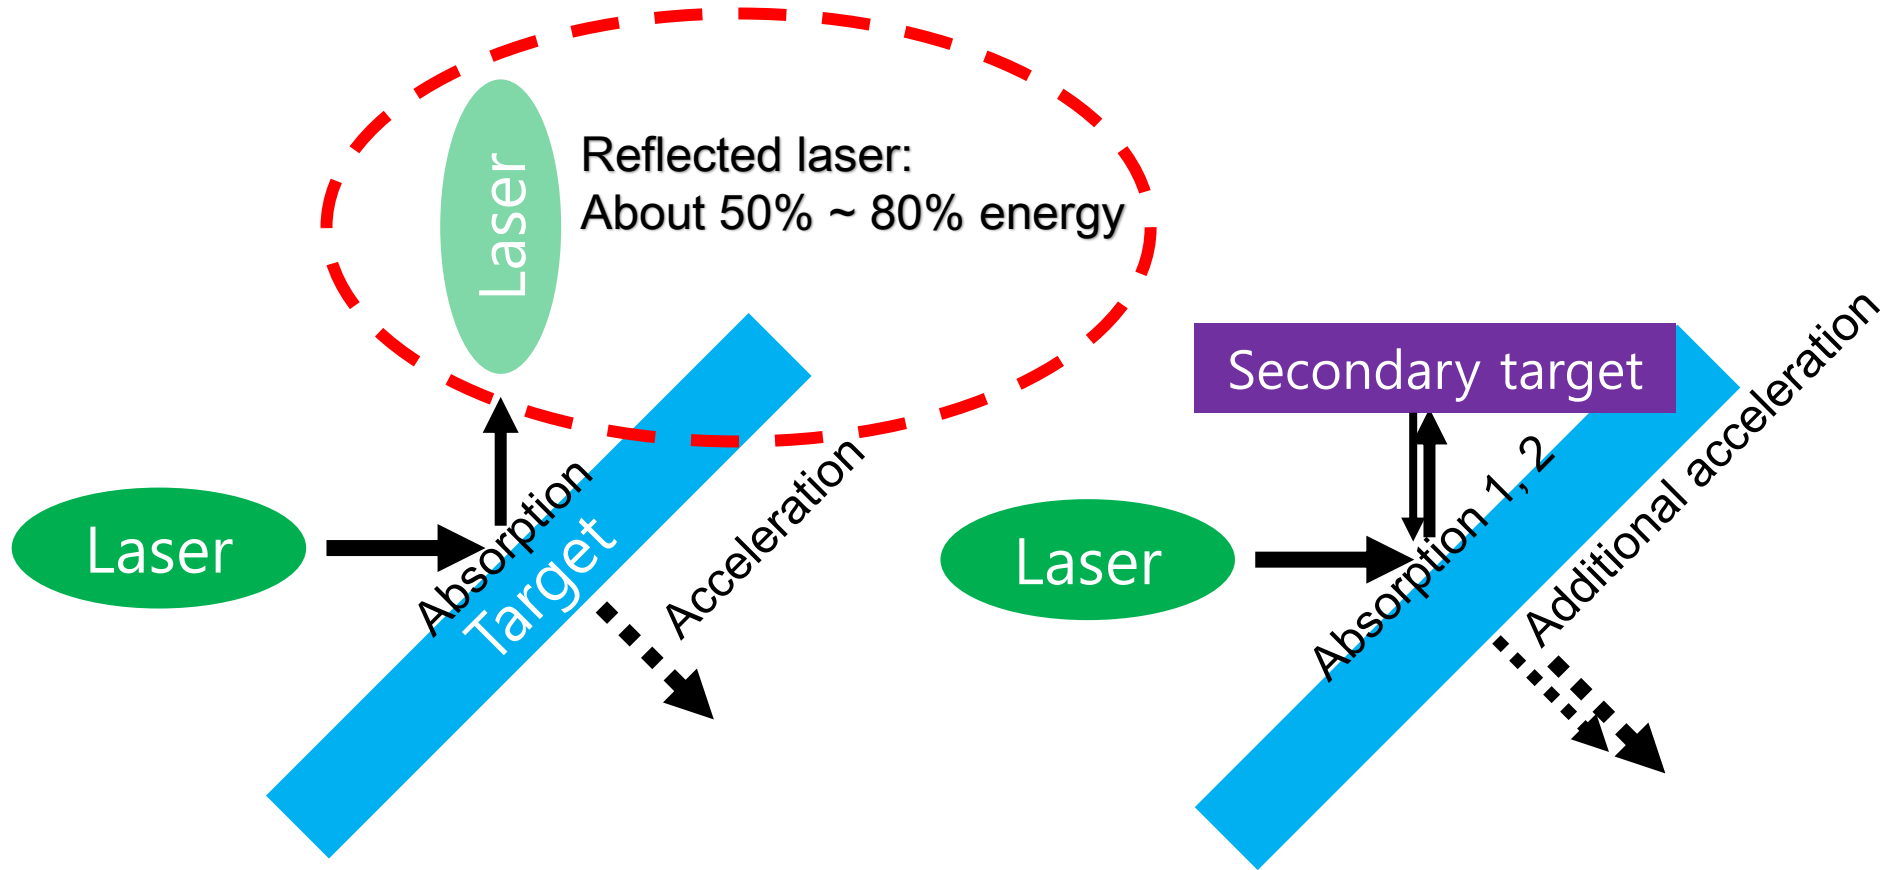 Laser
Reflected laser:
About 50% ~ 80% energy
Laser
Absorption
Target
Acceleration
Secondary target
Laser
Absorption 1, 2
Additional acceleration